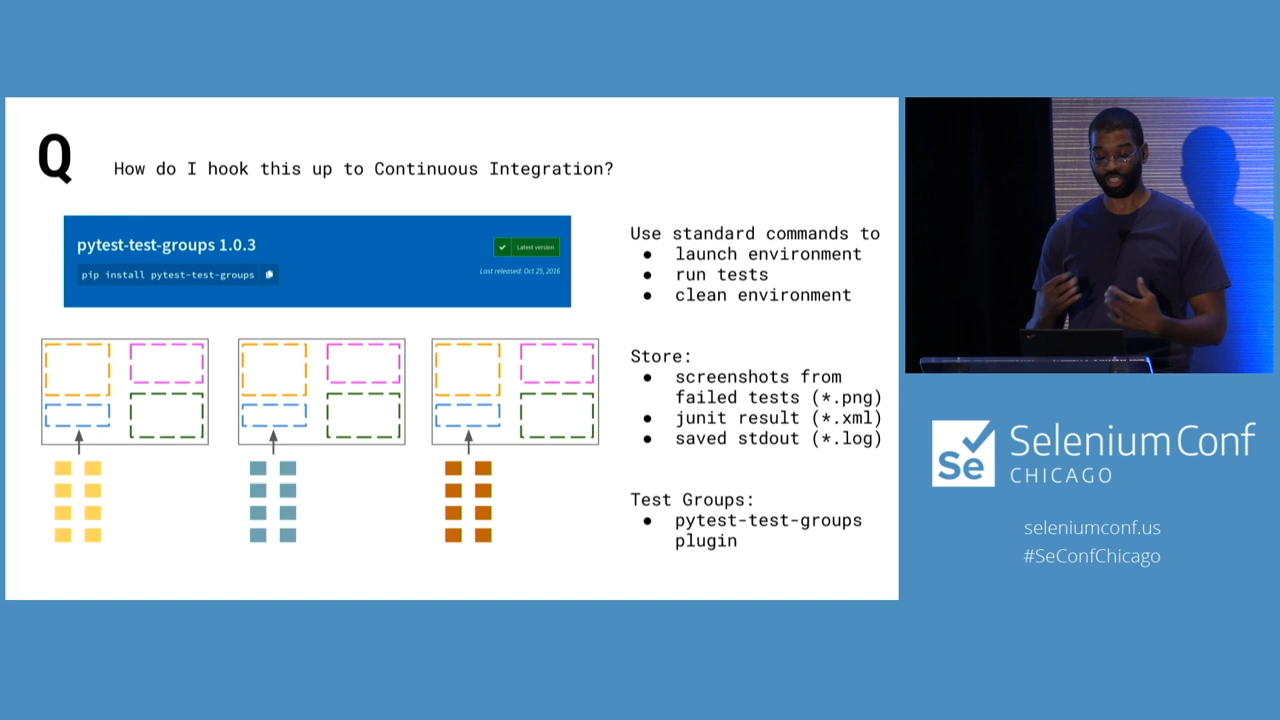 Q
How do I hook this up to Continuous Integration?
pytest-test-groups 1.0.3
Latest version
pip install pytest-test-groups
Last released: Oct 25, 2016
Use standard commands to
● launch environment
● run tests
● clean environment
Store:
● screenshots from
failed tests (*.png)
● junit result (*.xml)
● saved stdout (*.log)
Test Groups:
● pytest-test-groups
plugin
Se
SeleniumConf
CHICAGO
seleniumconf.us
#SeConfChicago